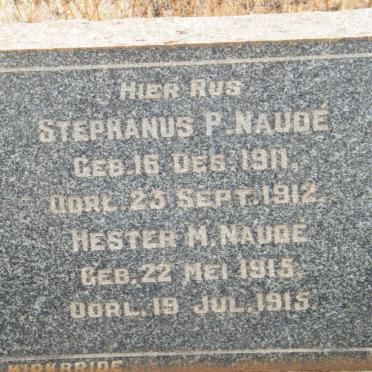 HIER RUS
STEPHANUS P. NAUDÉ
GEB. 16 DES. 1911,
OORL. 23 SEPT. 1912.
HESTER M. NAUDÉ
GEB. 22 MEI 1915,
OORL. 19 JUL. 1915.
KIRKBRIDE